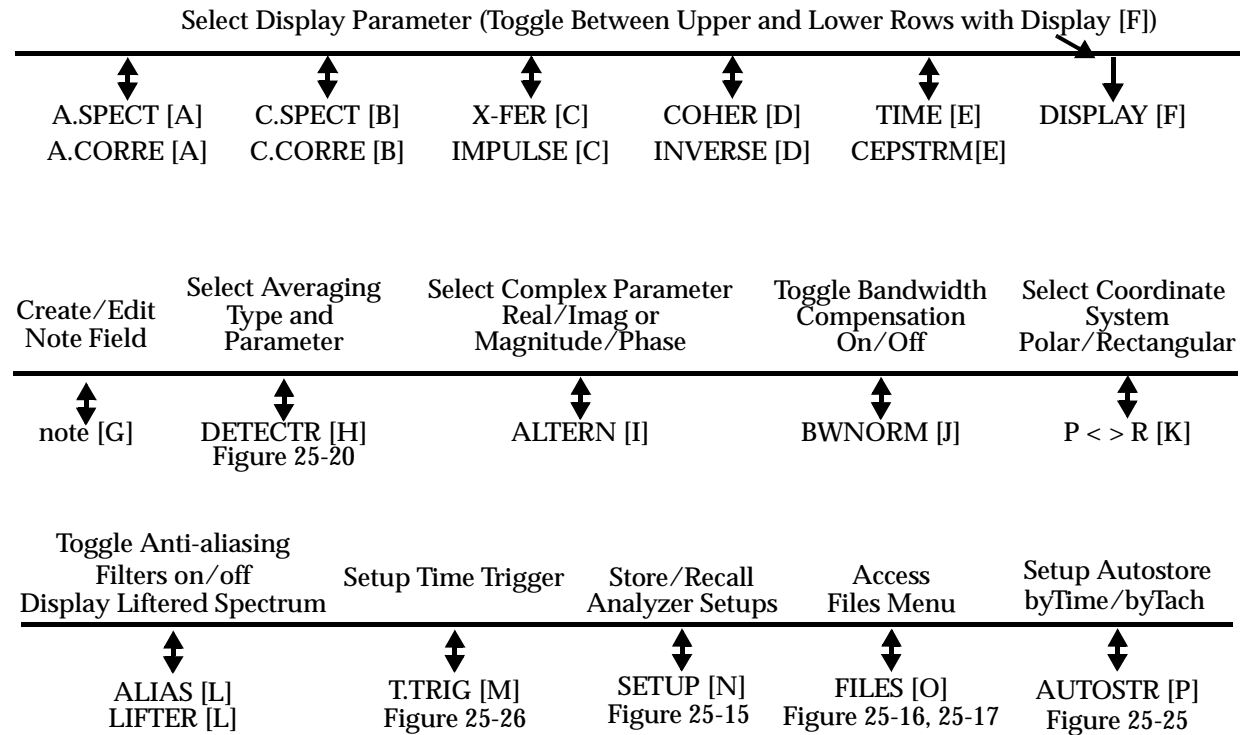 Select Display Parameter (Toggle Between Upper and Lower Rows with Display [F])
A.SPECT [A] C.SPECT [B] X-FER [C] COHER [D] TIME [E] DISPLAY [F]
A.CORRE [A] C.CORRE [B] IMPULSE [C] INVERSE [D] CEPSTRM[E]
Create/Edit
Note Field
Select Averaging
Type and
Parameter
Select Complex Parameter
Real/Imag or
Magnitude/Phase
Toggle Bandwidth
Compensation
On/Off
Select Coordinate
System
Polar/Rectangular
note [G] DETECTR [H] ALTERN [I] BWNORM [J] P < > R [K]
Figure 25-20
Toggle Anti-aliasing
Filters on/off
Display Liftered Spectrum
Setup Time Trigger
Store/Recall
Analyzer Setups
Access
Files Menu
Setup Autostore
byTime/byTach
ALIAS [L] T.TRIG [M] SETUP [N] FILES [O] AUTOSTR [P]
LIFTER [L] Figure 25-26 Figure 25-15 Figure 25-16, 25-17 Figure 25-25